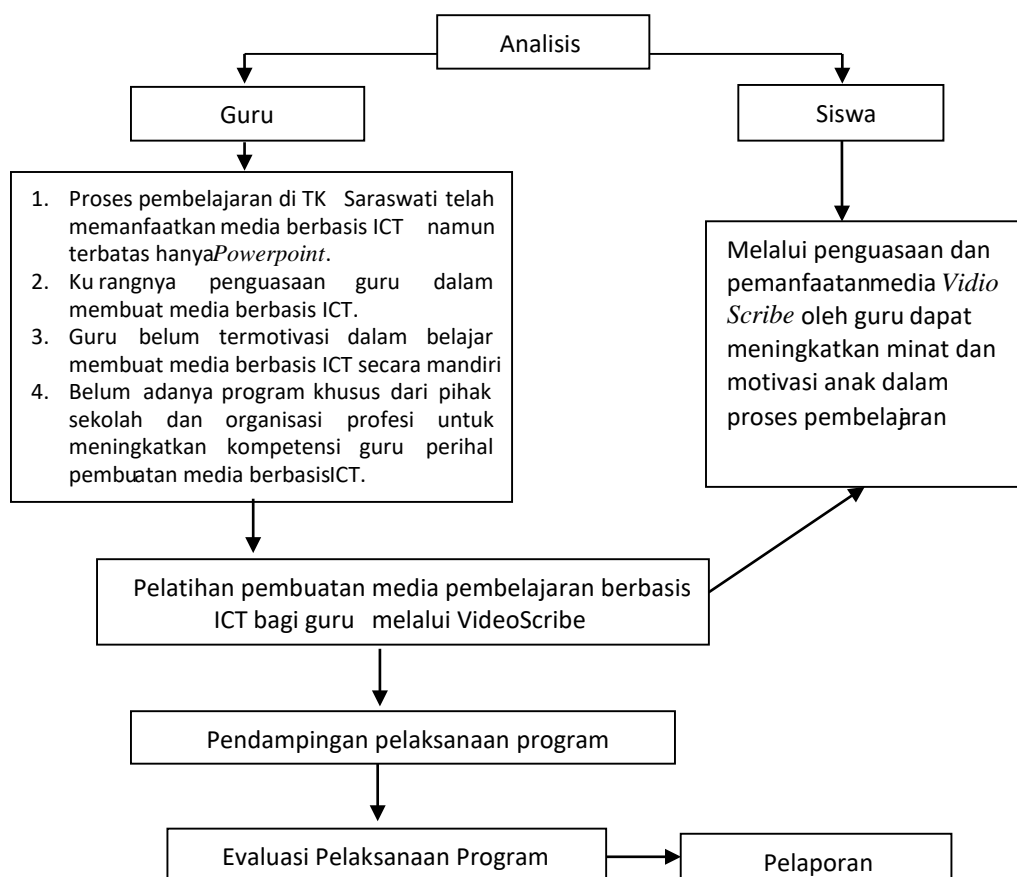 Analisis
Guru
Siswa
1. Proses pembelajaran di TK Saraswati telah
memanfaatkan media berbasis ICT namun
terbatas hanya Powerpoint.
2. Ku rangnya penguasaan guru dalam
membuat media berbasis ICT.
3. Guru belum termotivasi dalam belajar
membuat media berbasis ICT secara mandiri
4. Belum adanya program khusus dari pihak
sekolah dan organisasi profesi untuk
meningkatkan kompetensi guru perihal
pembuatan media berbasisICT.
Melalui penguasaan dan
pemanfaatanmedia Vidio
Scribe oleh guru dapat
meningkatkan minat dan
motivasi anak dalam
proses pembelajaran
Pelatihan pembuatan media pembelajaran berbasis
ICT bagi guru melalui VideoScribe
Pendampingan pelaksanaan program
Evaluasi Pelaksanaan Program
Pelaporan